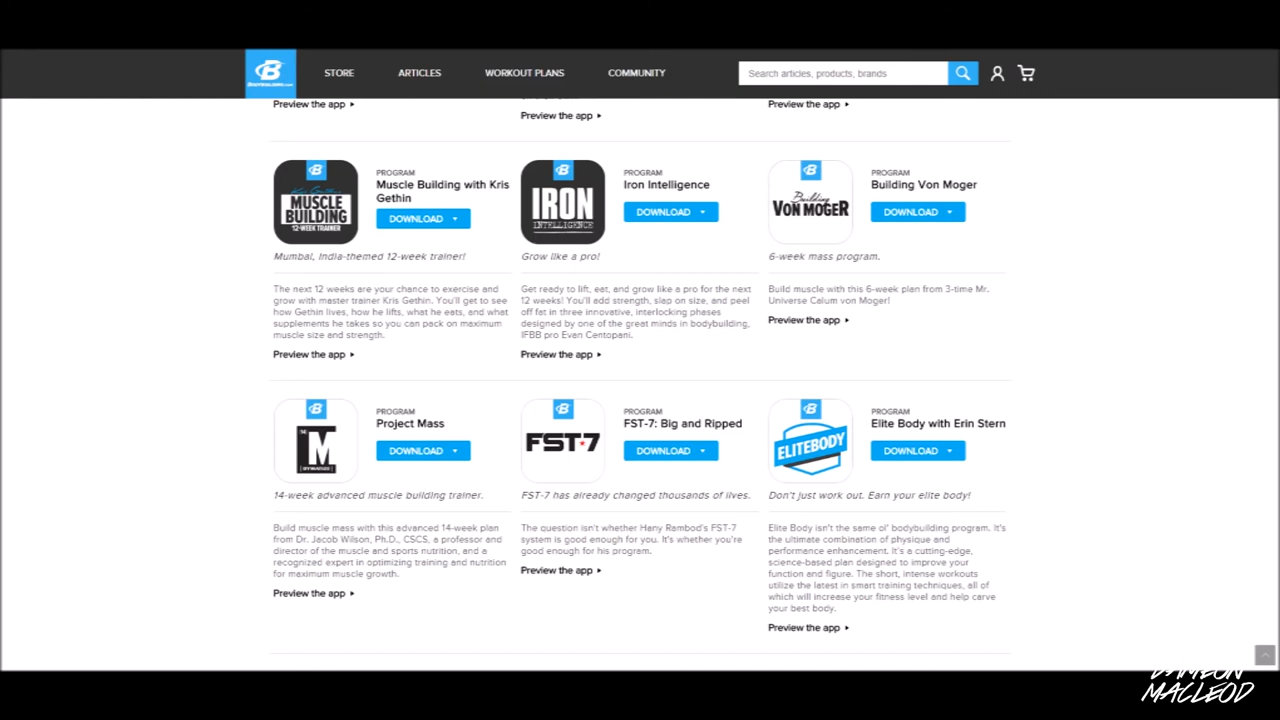 BODYBUILDING.com
STORE
ARTICLES
WORKOUT PLANS
COMMUNITY
Search articles, products, brands
Preview the app
Preview the app
Preview the app
MUSCLE
BUILDING
12-WEEK TRAINER
PROGRAM
Muscle Building with Kris
Gethin
DOWNLOAD
Mumbai, India-themed 12-week trainer!
The next 12 weeks are your chance to exercise and
grow with master trainer Kris Gethin. You'll get to see
how Gethin lives, how he lifts, what he eats, and what
supplements he takes so you can pack on maximum
muscle size and strength.
Preview the app
IRON
INTELLIGENCE
PROGRAM
Iron Intelligence
DOWNLOAD
Grow like a pro!
Get ready to lift, eat, and grow like a pro for the next
12 weeks! You'll add strength, slap on size, and peel
off fat in three innovative, interlocking phases
designed by one of the great minds in bodybuilding,
IFBB pro Evan Centopani.
Preview the app
Building
VON MOGER
PROGRAM
Building Von Moger
DOWNLOAD
6-week mass program.
Build muscle with this 6-week plan from 3-time Mr.
Universe Calum von Moger!
Preview the app
M
PROGRAM
Project Mass
DOWNLOAD
14-week advanced muscle building trainer.
Build muscle mass with this advanced 14-week plan
from Dr. Jacob Wilson, Ph.D., CSCS, a professor and
director of the muscle and sports nutrition, and a
recognized expert in optimizing training and nutrition
for maximum muscle growth.
Preview the app
FST-7
PROGRAM
FST-7: Big and Ripped
DOWNLOAD
FST-7 has already changed thousands of lives.
The question isn't whether Hany Rambod's FST-7
system is good enough for you. It's whether you're
good enough for his program.
Preview the app
ELITEBODY
PROGRAM
Elite Body with Erin Stern
DOWNLOAD
Don't just work out. Earn your elite body!
Elite Body isn't the same ol' bodybuilding program. It's
the ultimate combination of physique and
performance enhancement. It's a cutting-edge,
science-based plan designed to improve your
function and figure. The short, intense workouts
utilize the latest in smart training techniques, all of
which will increase your fitness level and help carve
your best body.
Preview the app
MACLEOD